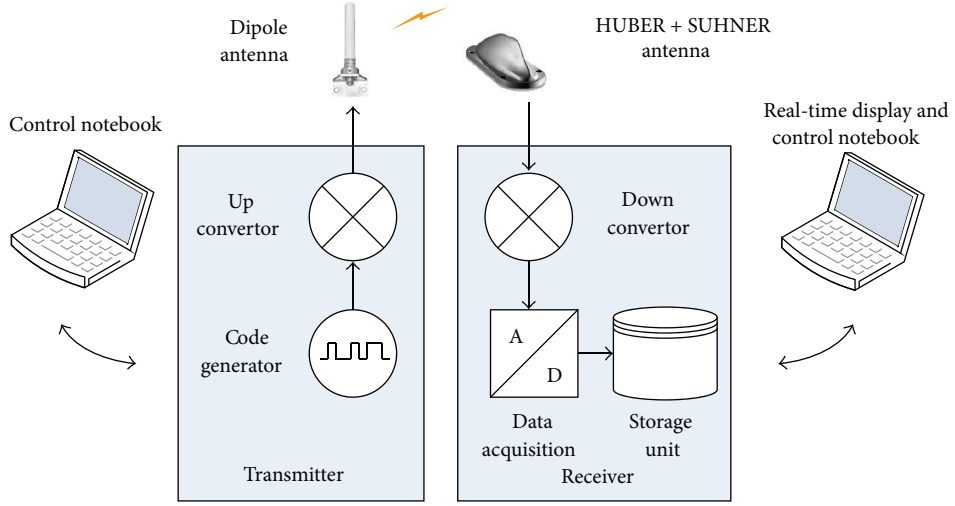 Dipole
antenna
HUBER + SUHNER
antenna
Control notebook
Real-time display and
control notebook
Up
convertor
Down
convertor
Code
generator
A
D
Data
acquisition
Storage
unit
Transmitter
Receiver